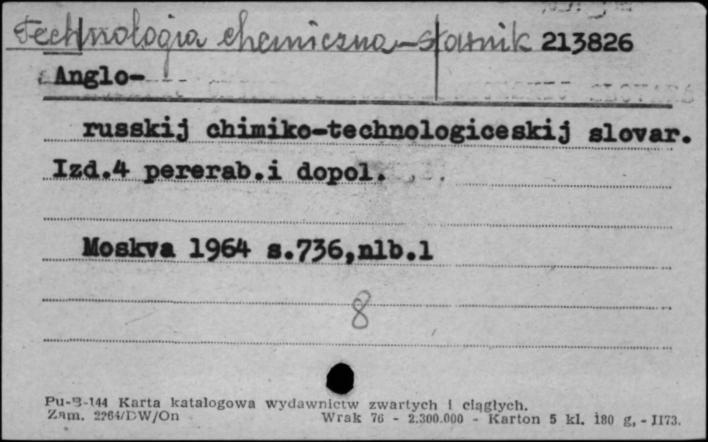 Technologia chemiczna-słownik 213826
Anglo-
russkij chimiko-technologiceskij slovar.
Izd.4 pererab.i dopol.
Moskva 1964 s.736,nlb.1
8
Pu-B-144 Karta katalogowa wydawnictw zwartych i ciągłych.
Zam. 2264/DW/On Wrak 76 - 2.300.000 - Karton 5 kl. 180 g, - II73.